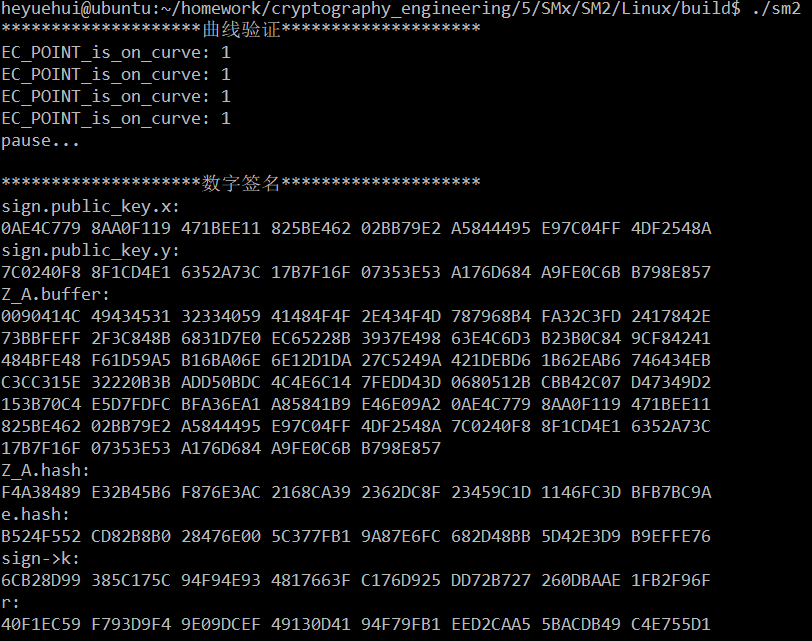 heyuehui@ubuntu:~/homework/cryptography_engineering/5/SMx/SM2/Linux/build$ ./sm2
********************曲线验证********************
EC_POINT_is_on_curve: 1
EC_POINT_is_on_curve: 1
EC_POINT_is_on_curve: 1
EC_POINT_is_on_curve: 1
pause...
********************数字签名********************
sign.public_key.x:
0AE4C779 8AA0F119 471BEE11 825BE462 02BB79E2 A5844495 E97C04FF 4DF2548A
sign.public_key.y:
7C0240F8 8F1CD4E1 6352A73C 17B7F16F 07353E53 A176D684 A9FE0C6B B798E857
Z_A.buffer:
0090414C 49434531 32334059 41484F4F 2E434F4D 787968B4 FA32C3FD 2417842E
73BBFEFF 2F3C848B 6831D7E0 EC65228B 3937E498 63E4C6D3 B23B0C84 9CF84241
484BFE48 F61D59A5 B16BA06E 6E12D1DA 27C5249A 421DEBD6 1B62EAB6 746434EB
C3CC315E 32220B3B ADD50BDC 4C4E6C14 7FEDD43D 0680512B CBB42C07 D47349D2
153B70C4 E5D7FDFC BFA36EA1 A85841B9 E46E09A2 0AE4C779 8AA0F119 471BEE11
825BE462 02BB79E2 A5844495 E97C04FF 4DF2548A 7C0240F8 8F1CD4E1 6352A73C
17B7F16F 07353E53 A176D684 A9FE0C6B B798E857
Z_A.hash:
F4A38489 E32B45B6 F876E3AC 2168CA39 2362DC8F 23459C1D 1146FC3D BFB7BC9A
e.hash:
B524F552 CD82B8B0 28476E00 5C377FB1 9A87E6FC 682D48BB 5D42E3D9 B9EFFE76
sign->k:
6CB28D99 385C175C 94F94E93 4817663F C176D925 DD72B727 260DBAAE 1FB2F96F
r:
40F1EC59 F793D9F4 9E09DCEF 49130D41 94F79FB1 EED2CAA5 5BACDB49 C4E755D1